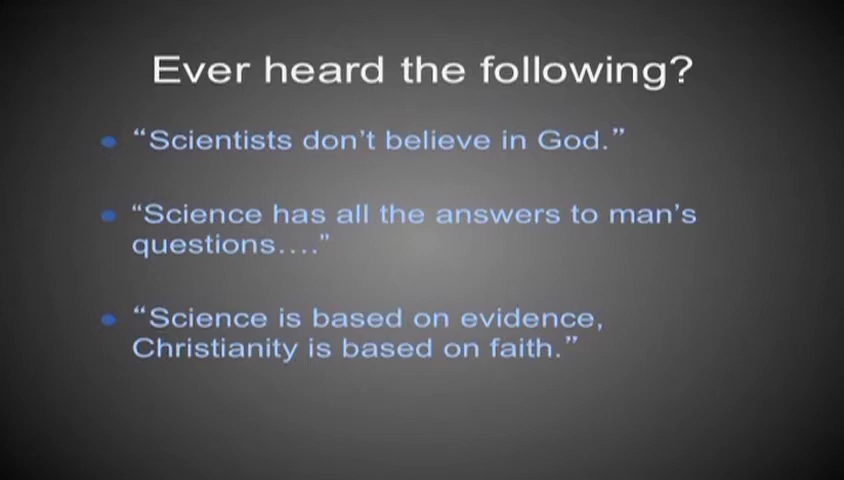 Ever heard the following?
“Scientists don’t believe in God.”
“Science has all the answers to man’s
questions....”
“Science is based on evidence,
Christianity is based on faith.”